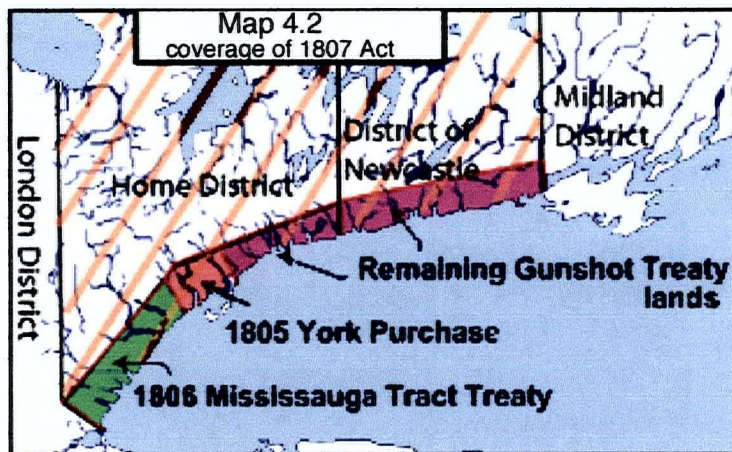 Map 4.2
coverage of 1807 Act
Midland
District
District of
Newcastle
Home District
London District
Remaining Gunshot Treaty
lands
1805 York Purchase
1806 Mississauga Tract Treaty